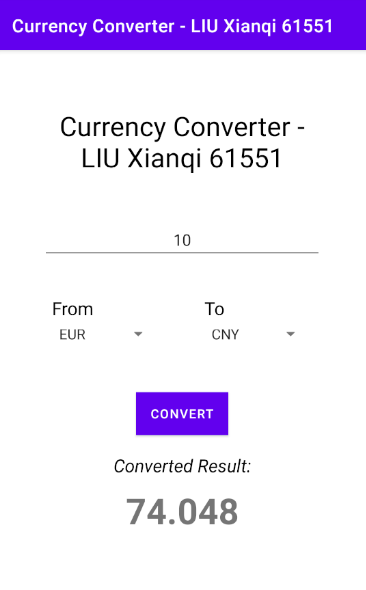 Currency Converter - LIU Xianqi 61551
Currency Converter -
LIU Xianqi 61551
10
From To
EUR CNY
CONVERT
Converted Result:
74.048